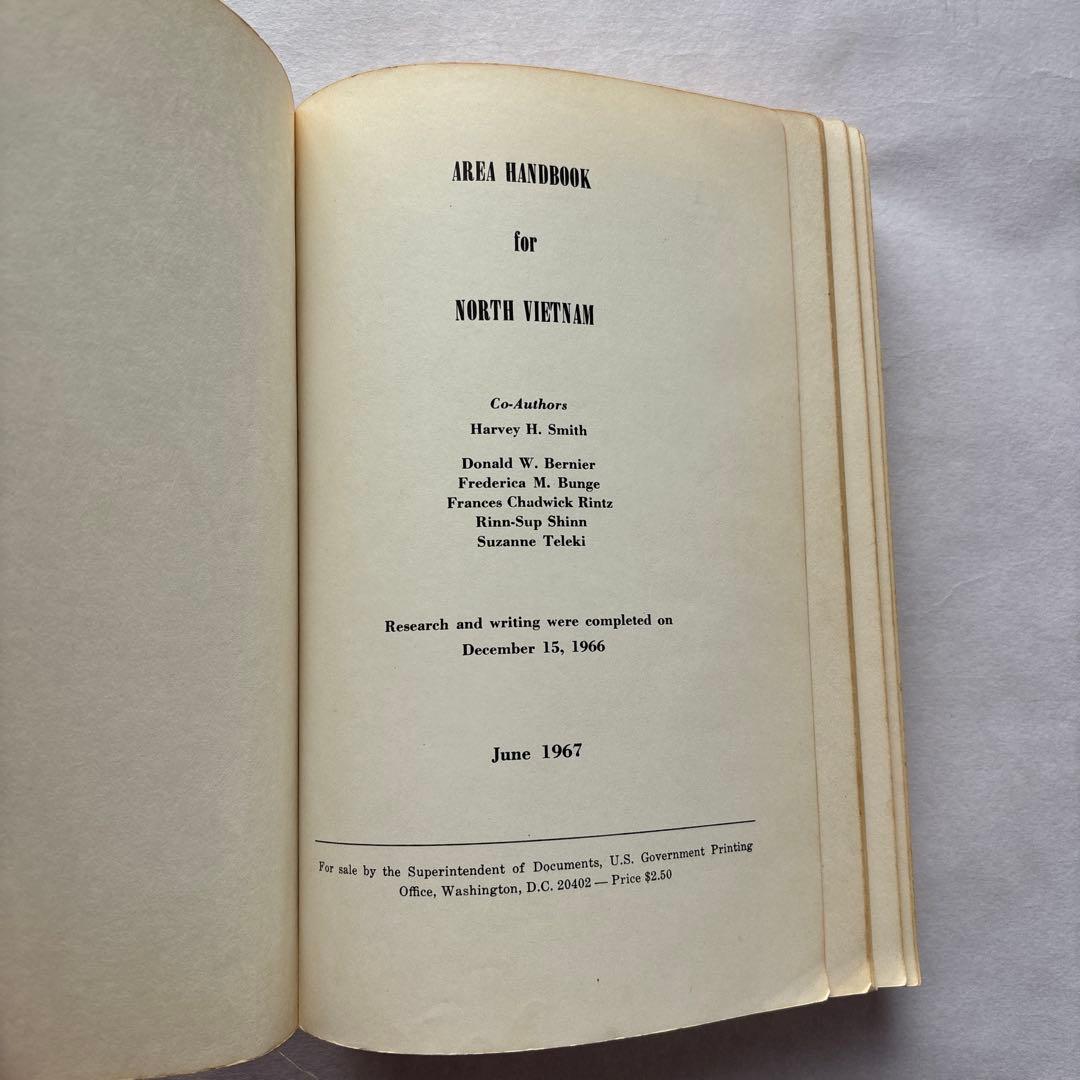 AREA HANDBOOK
for
NORTH VIETNAM
Co-Authors
Harvey H. Smith
Donald W. Bernier
Frederica M. Bunge
Frances Chadwick Rintz
Rinn-Sup Shinn
Suzanne Teleki
Research and writing were completed on
December 15, 1966
June 1967
For sale by the Superintendent of Documents, U.S. Government Printing
Office, Washington, D.C. 20402 — Price $2.50